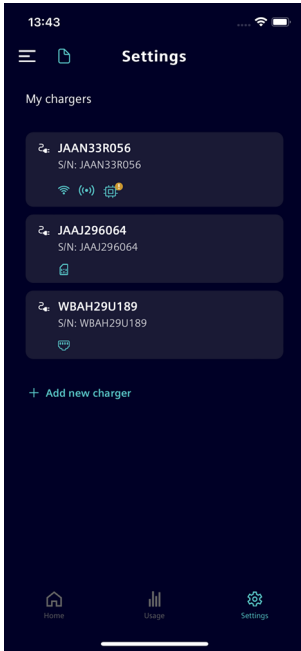 13:43
Settings
My chargers
JAAN33R056
S/N: JAAN33R056
JAAJ296064
S/N: JAAJ296064
WBAH29U189
S/N: WBAH29U189
+ Add new charger
Home
Usage
Settings